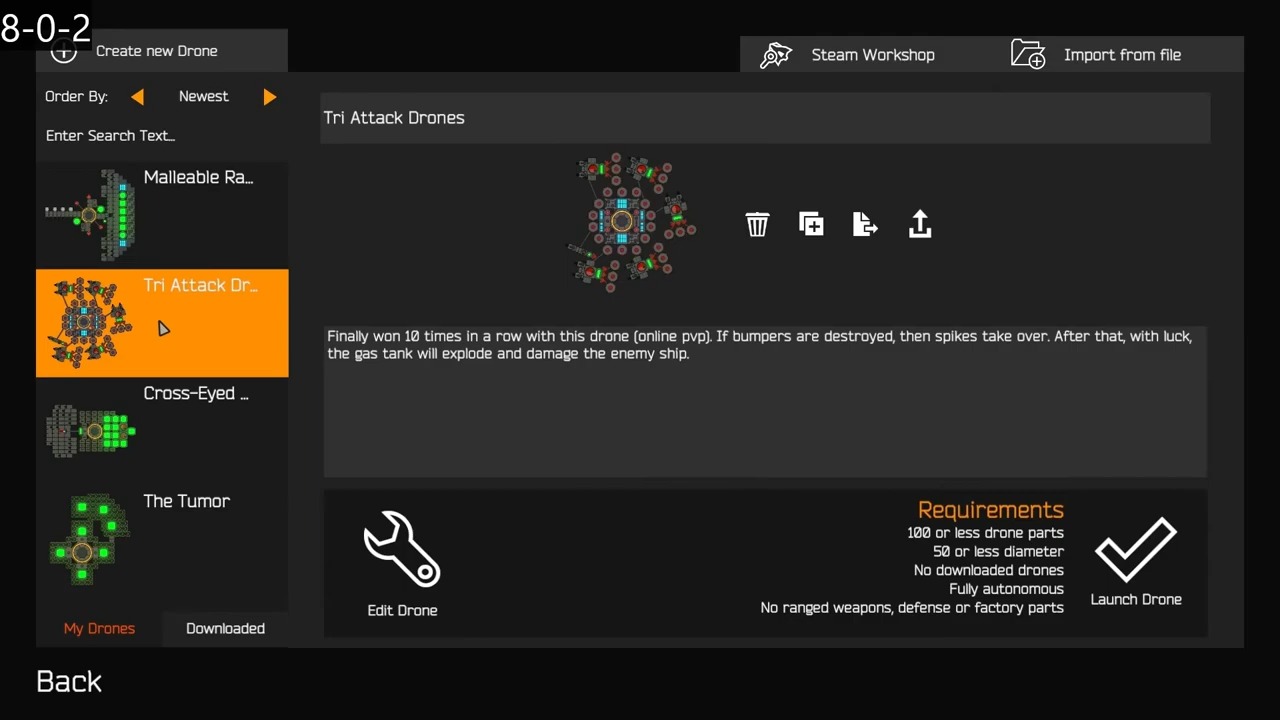 8-0-2
Create new Drone
Steam Workshop
Import from file
Order By:
Newest
Enter Search Text...
Tri Attack Drones
Malleable Ra...
Tri Attack Dr...
Cross-Eyed ...
The Tumor
Finally won 10 times in a row with this drone (online pvp). If bumpers are destroyed, then spikes take over. After that, with luck,
the gas tank will explode and damage the enemy ship.
Requirements
100 or less drone parts
50 or less diameter
No downloaded drones
Fully autonomous
No ranged weapons, defense or factory parts
Edit Drone
Launch Drone
My Drones
Downloaded
Back